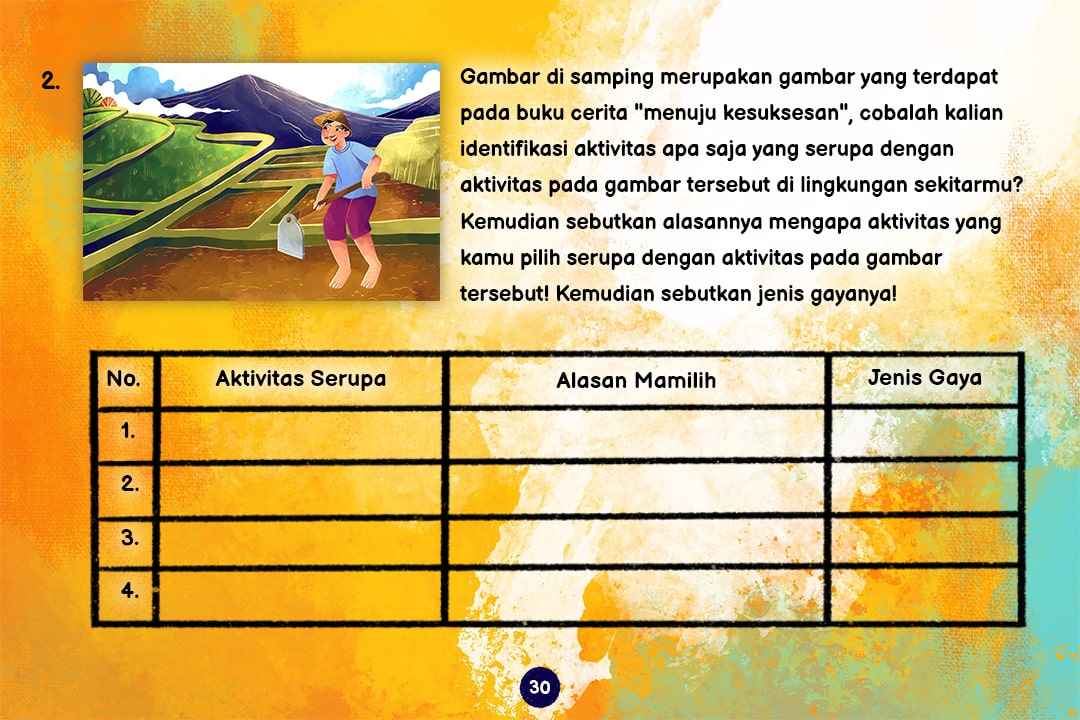 2.
Gambar di samping merupakan gambar yang terdapat
pada buku cerita "menuju kesuksesan", cobalah kalian
identifikasi aktivitas apa saja yang serupa dengan
aktivitas pada gambar tersebut di lingkungan sekitarmu?
Kemudian sebutkan alasannya mengapa aktivitas yang
kamu pilih serupa dengan aktivitas pada gambar
tersebut! Kemudian sebutkan jenis gayanya!
No. Aktivitas Serupa Alasan Mamilih Jenis Gaya
1.
2.
3.
4.
30